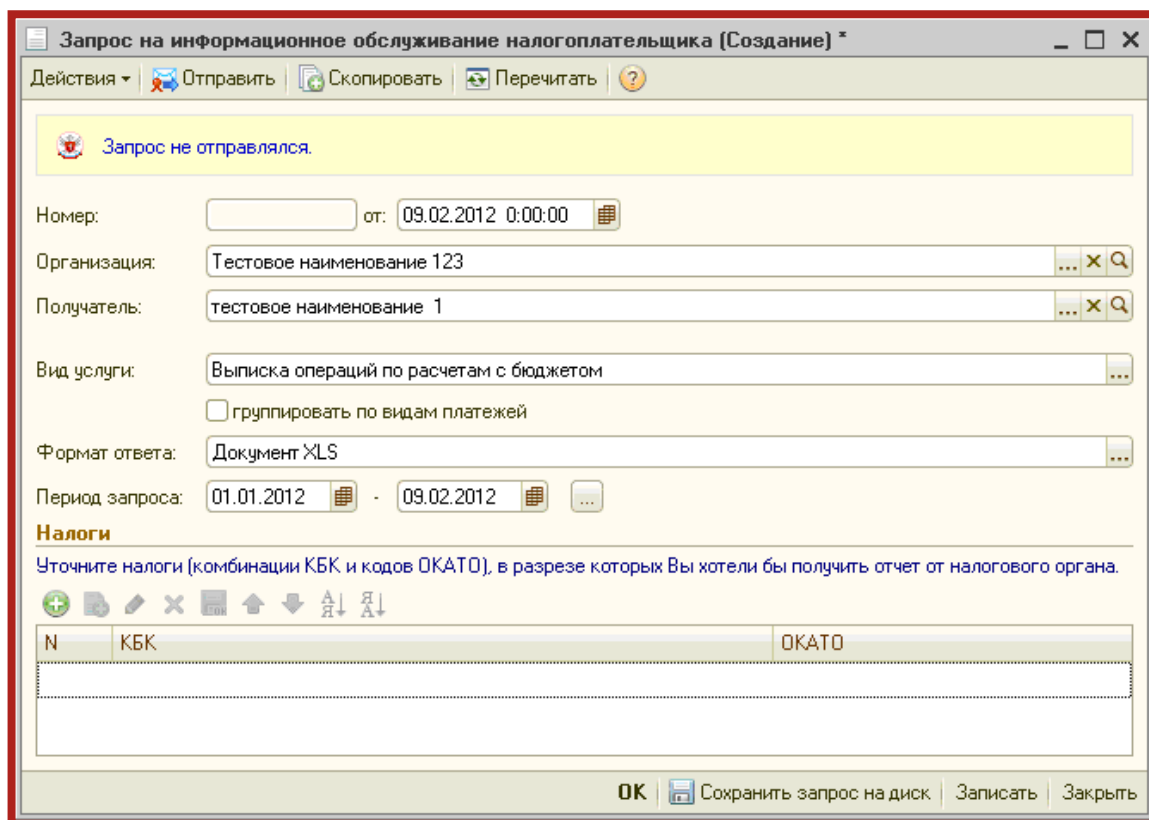 Запрос на информационное обслуживание налогоплательщика (Создание) *
Действия Отправить Скопировать Перечитать ?
Запрос не отправлялся.
Номер: от: 09.02.2012 0:00:00
Организация: Тестовое наименование 123 ...
Получатель: тестовое наименование 1 ...
Вид услуги: Выписка операций по расчетам с бюджетом ...
группировать по видам платежей
Формат ответа: Документ XLS ...
Период запроса: 01.01.2012 - 09.02.2012 ...
Налоги
Уточните налоги (комбинации КБК и кодов ОКАТО), в разрезе которых Вы хотели бы получить отчет от налогового органа.
N КБК ОКАТО
OK Сохранить запрос на диск Записать Закрыть